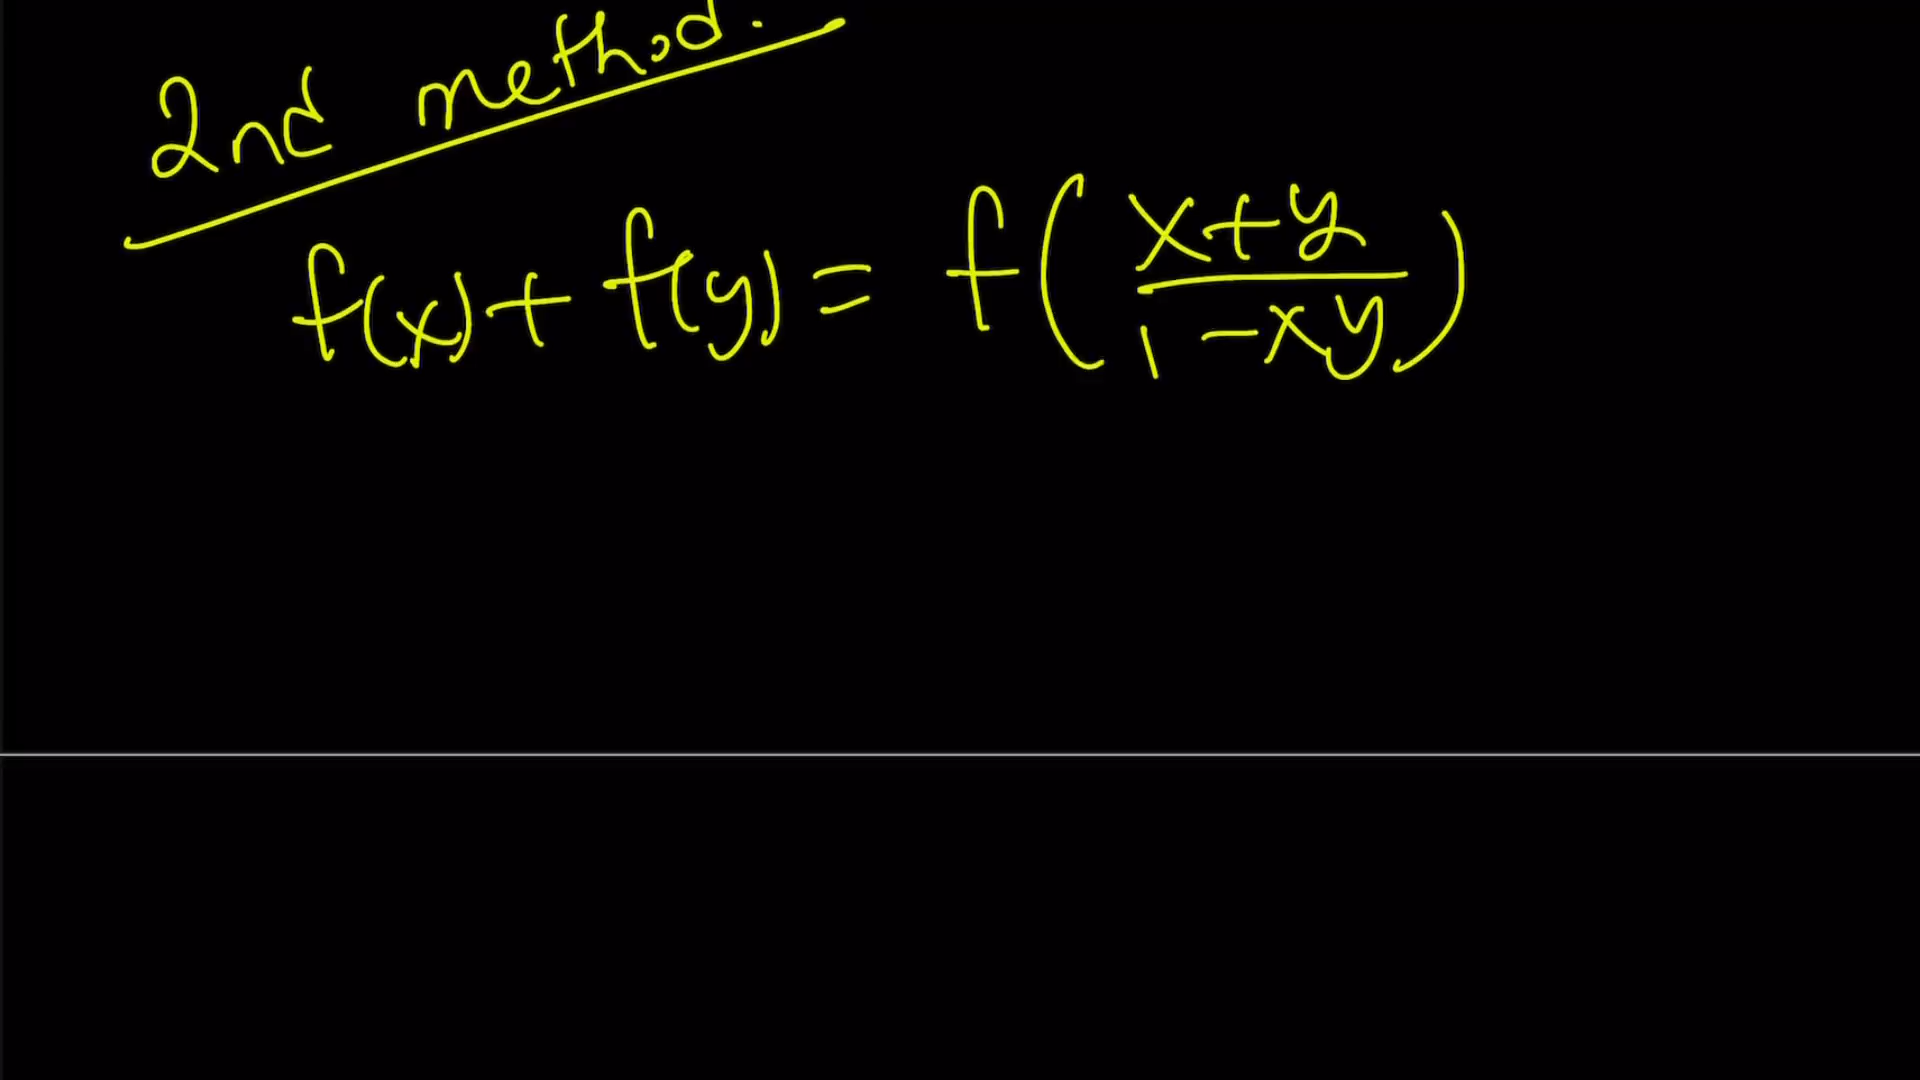 2nd method.
f(x) + f(y) = f((x+y)/(1-xy))